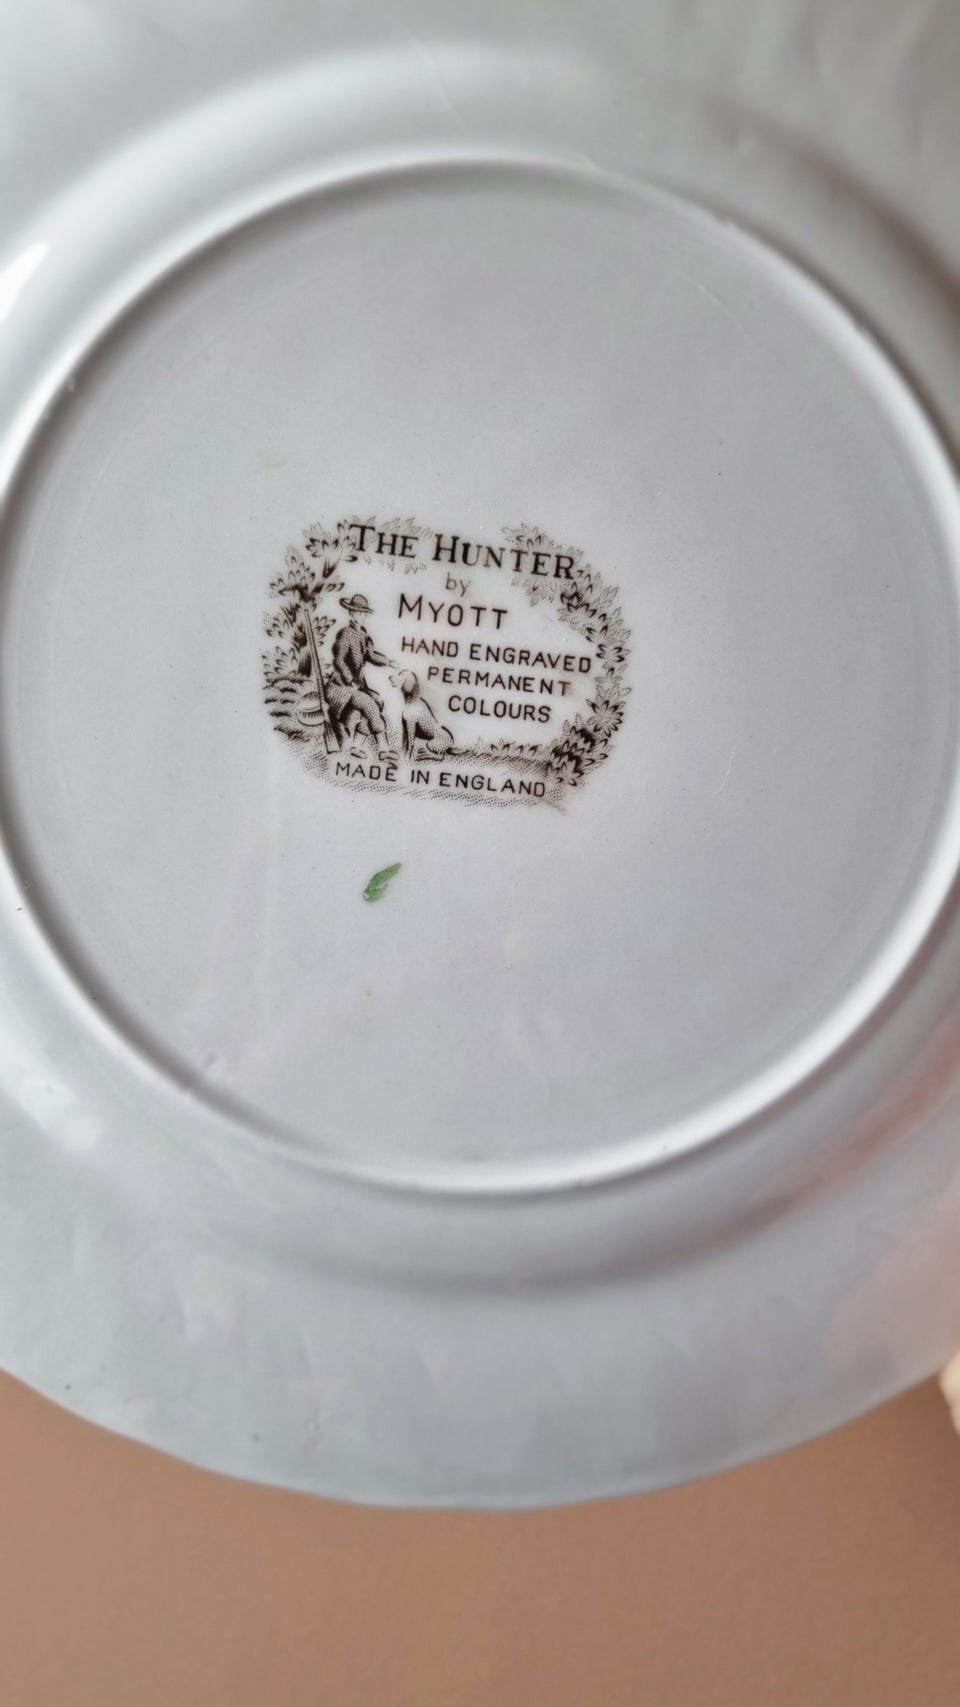 THE HUNTER
by
MYOTT
HAND ENGRAVED
PERMANENT
COLOURS
MADE IN ENGLAND